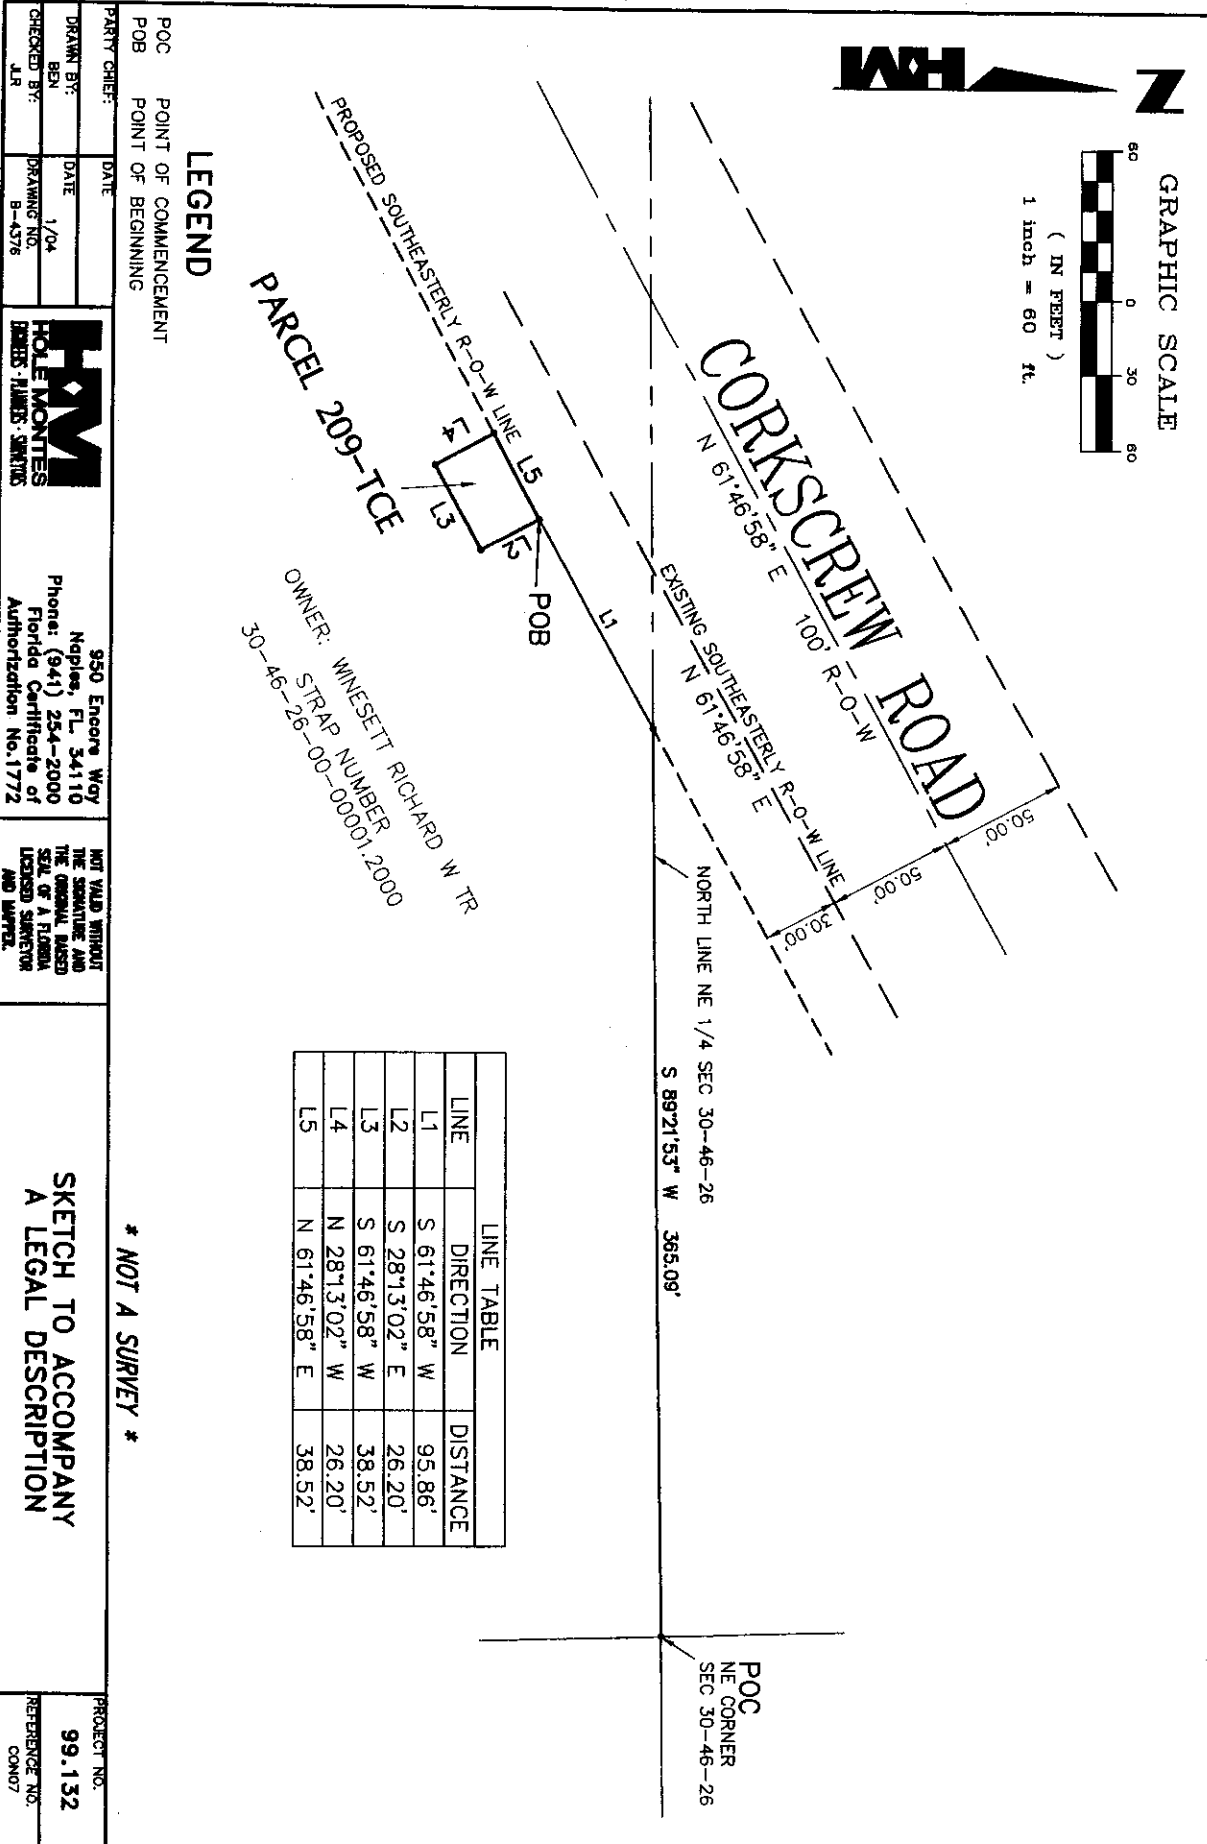 N
HM
GRAPHIC SCALE
60 0 30 60
( IN FEET )
1 inch = 60 ft.
CORKSCREW ROAD
N 61°46'58" E
100' R-O-W
EXISTING SOUTHEASTERLY R-O-W LINE
N 61°46'58" E
50.00'
50.00'
30.00'
PROPOSED SOUTHEASTERLY R-O-W LINE
L5
L4
L3
L2
L1
POB
PARCEL 209-TCE
NORTH LINE NE 1/4 SEC 30-46-26
S 89°21'53" W 365.09'
POC
NE CORNER
SEC 30-46-26
OWNER: WINESETT RICHARD W TR
STRAP NUMBER
30-46-26-00-00001.2000
LEGEND
POC POINT OF COMMENCEMENT
POB POINT OF BEGINNING
LINE TABLE
LINE DIRECTION DISTANCE
L1 S 61°46'58" W 95.86'
L2 S 28°13'02" E 26.20'
L3 S 61°46'58" W 38.52'
L4 N 28°13'02" W 26.20'
L5 N 61°46'58" E 38.52'
* NOT A SURVEY *
PARTY CHIEF: DATE
DRAWN BY: DATE
BEN 1/04
CHECKED BY: DRAWING NO.
JLR B-4376
HM
HOLE MONTES
ENGINEERS · PLANNERS · SURVEYORS
950 Encore Way
Naples, FL. 34110
Phone: (941) 254-2000
Florida Certificate of
Authorization No.1772
NOT VALID WITHOUT
THE SIGNATURE AND
THE ORIGINAL RAISED
SEAL OF A FLORIDA
LICENSED SURVEYOR
AND MAPPER.
SKETCH TO ACCOMPANY
A LEGAL DESCRIPTION
PROJECT NO.
99.132
REFERENCE NO.
CON07